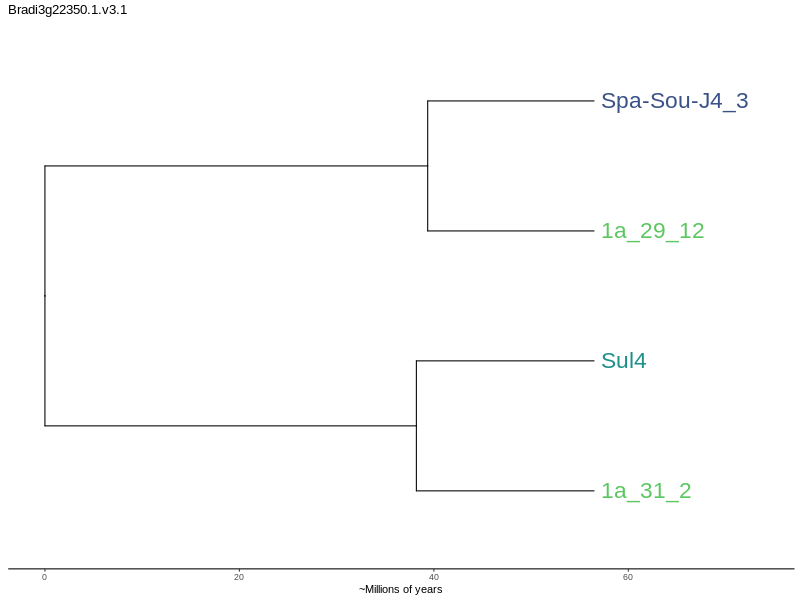 Bradi3g22350.1.v3.1
Spa-Sou-J4_3
1a_29_12
Sul4
1a_31_2
0 20 40 60
~Millions of years